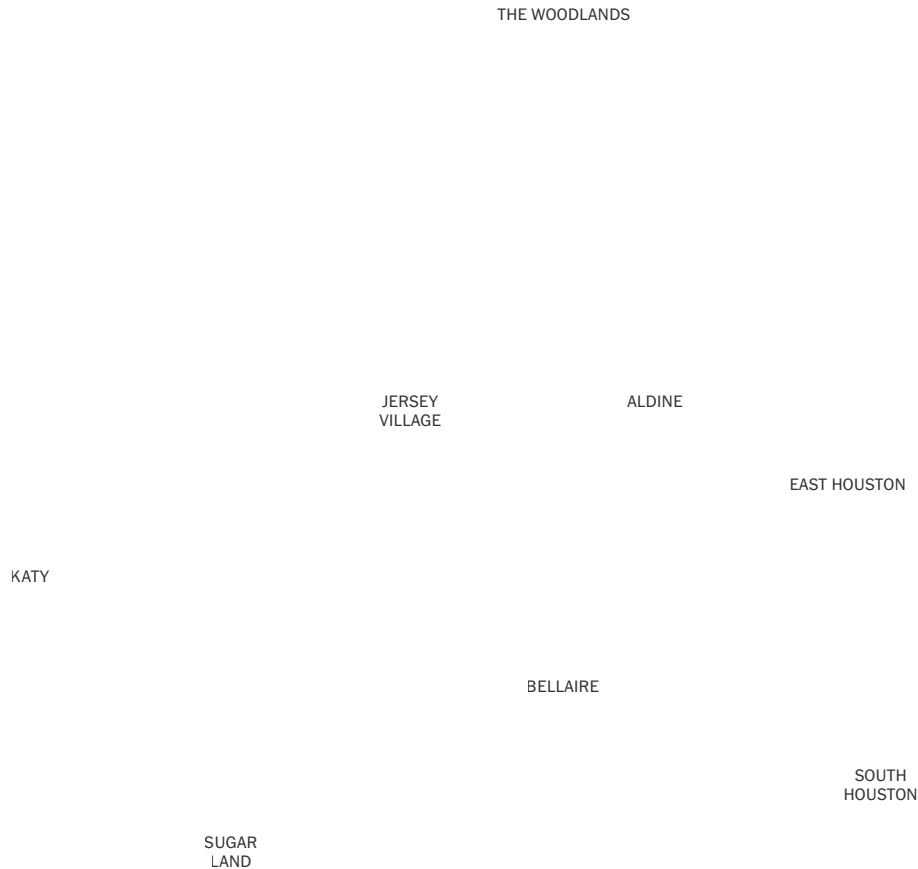 THE WOODLANDS
JERSEY
VILLAGE
ALDINE
EAST HOUSTON
KATY
BELLAIRE
SOUTH
HOUSTON
SUGAR
LAND